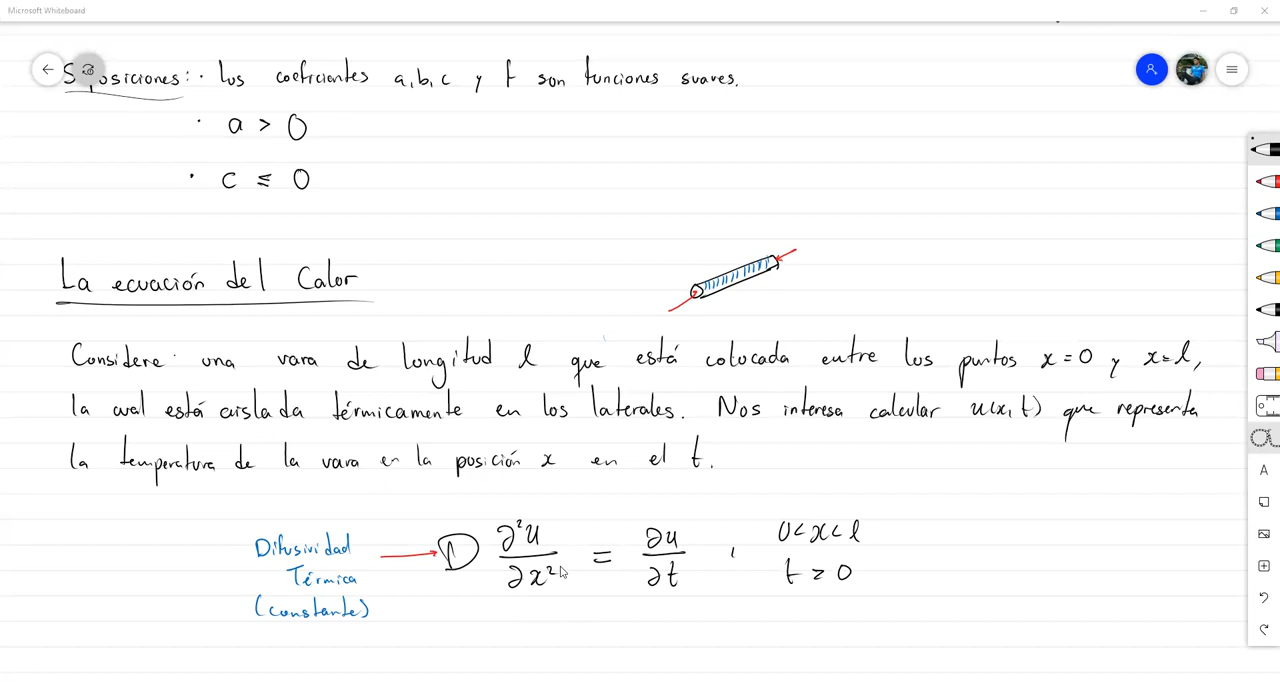 Microsoft Whiteboard
Suposiciones: · Los coeficientes a, b, c y f son funciones suaves.
· a > 0
· c ≤ 0
La ecuación del Calor
Considere una vara de longitud l que está colocada entre los puntos x=0 y x=l,
la cual está aislada térmicamente en los laterales. Nos interesa calcular u(x,t) que representa
la temperatura de la vara en la posición x en el t.
Difusividad Térmica (constante) → D ∂²u/∂x² = ∂u/∂t , 0<x<l
t ≥ 0
A